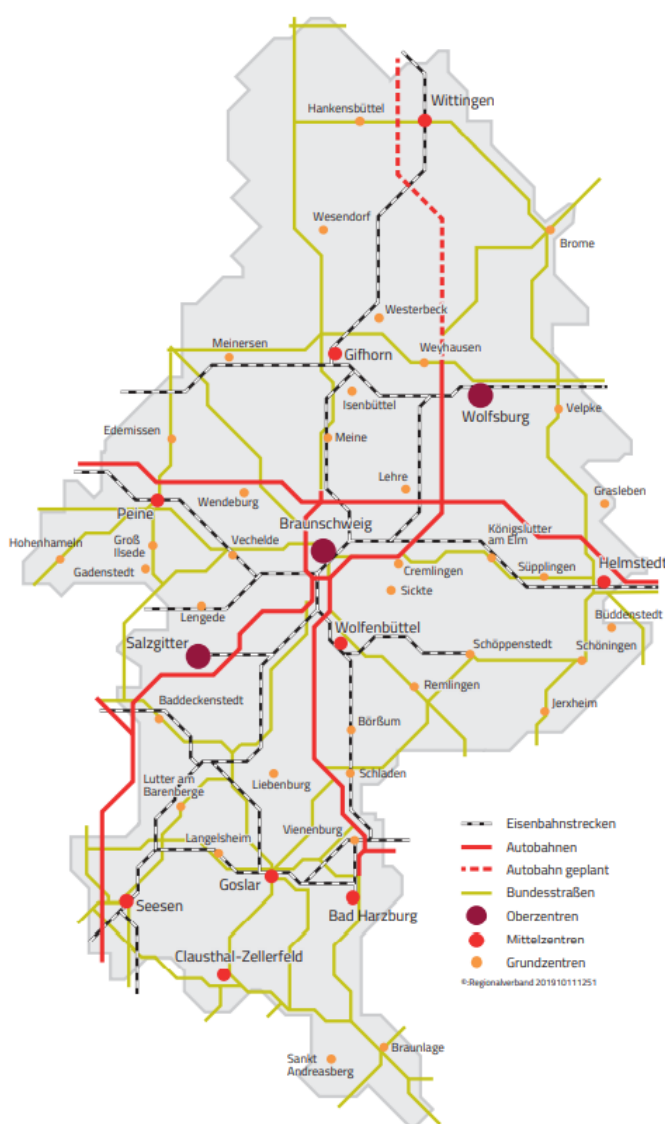 Wittingen
Hankensbüttel
Wesendorf
Brome
Westerbeck
Meinersen
Gifhorn
Weyhausen
Isenbüttel
Wolfsburg
Velpke
Edemissen
Meine
Lehre
Grasleben
Wendeburg
Peine
Braunschweig
Königslutter
am Elm
Hohenhameln
Groß
Ilsede
Vechelde
Gadenstedt
Cremlingen
Süpplingen
Helmstedt
Sickte
Lengede
Büddenstedt
Wolfenbüttel
Salzgitter
Schöppenstedt
Schöningen
Remlingen
Baddeckenstedt
Jerxheim
Börßum
Lutter am
Barenberge
Liebenburg
Schladen
Langelsheim
Vienenburg
Goslar
Seesen
Bad Harzburg
Clausthal-Zellerfeld
Sankt
Andreasberg
Braunlage
Eisenbahnstrecken
Autobahnen
Autobahn geplant
Bundesstraßen
Oberzentren
Mittelzentren
Grundzentren
©:Regionalverband 201910111251